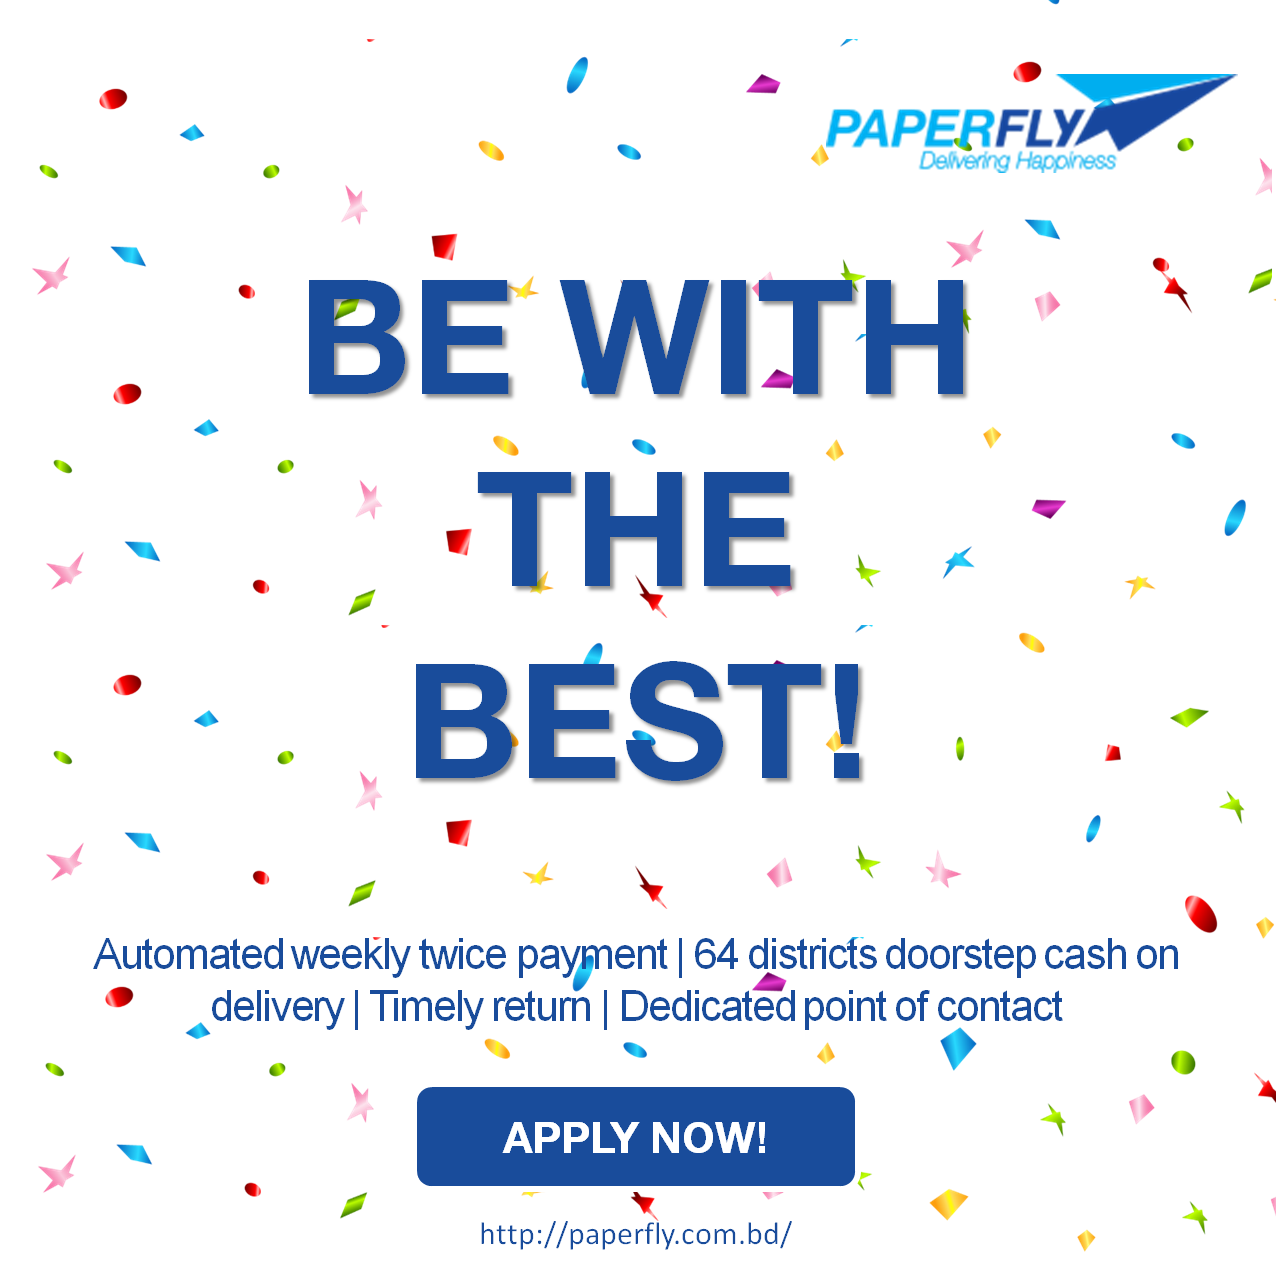 PAPERFLY
Delivering Happiness
BE WITH
THE
BEST!
Automated weekly twice payment | 64 districts doorstep cash on
delivery | Timely return | Dedicated point of contact
APPLY NOW!
http://paperfly.com.bd/